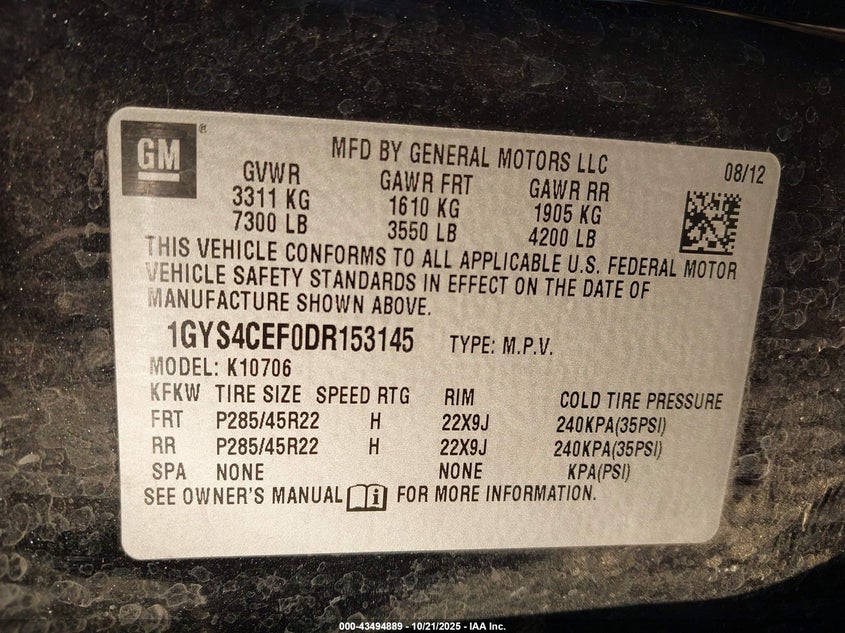 GM ®
MFD BY GENERAL MOTORS LLC
08/12
GVWR GAWR FRT GAWR RR
3311 KG 1610 KG 1905 KG
7300 LB 3550 LB 4200 LB
THIS VEHICLE CONFORMS TO ALL APPLICABLE U.S. FEDERAL MOTOR
VEHICLE SAFETY STANDARDS IN EFFECT ON THE DATE OF
MANUFACTURE SHOWN ABOVE.
1GYS4CEF0DR153145 TYPE: M.P.V.
MODEL: K10706
KFKW TIRE SIZE SPEED RTG RIM COLD TIRE PRESSURE
FRT P285/45R22 H 22X9J 240KPA(35PSI)
RR P285/45R22 H 22X9J 240KPA(35PSI)
SPA NONE NONE KPA(PSI)
SEE OWNER'S MANUAL FOR MORE INFORMATION.
000-43494889 - 10/21/2025 - IAA Inc.